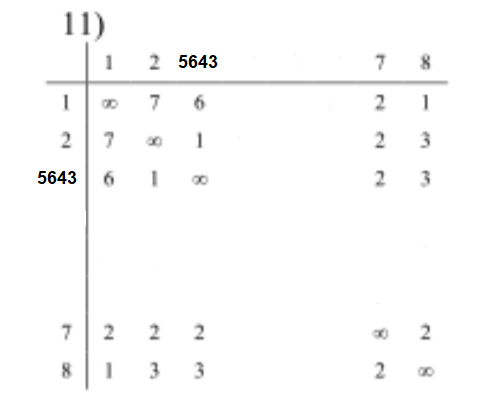 11)
1 2 5643 7 8
1 ∞ 7 6 2 1
2 7 ∞ 1 2 3
5643 6 1 ∞ 2 3
7 2 2 2 ∞ 2
8 1 3 3 2 ∞